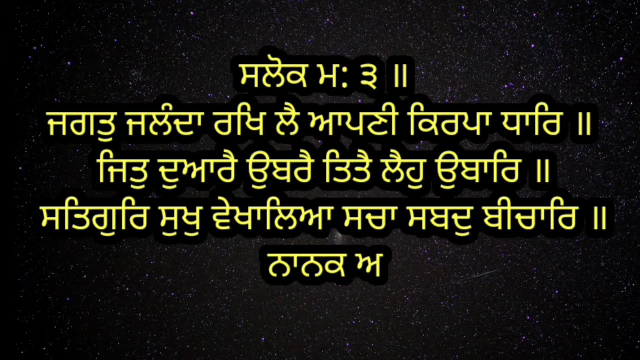 ਸਲੋਕ ਮ: ੩ ॥
ਜਗਤੁ ਜਲੰਦਾ ਰਖਿ ਲੈ ਆਪਣੀ ਕਿਰਪਾ ਧਾਰਿ ॥
ਜਿਤੁ ਦੁਆਰੈ ਉਬਰੈ ਤਿਤੈ ਲੈਹੁ ਉਬਾਰਿ ॥
ਸਤਿਗੁਰਿ ਸੁਖੁ ਵੇਖਾਲਿਆ ਸਚਾ ਸਬਦੁ ਬੀਚਾਰਿ ॥
ਨਾਨਕ ਅ